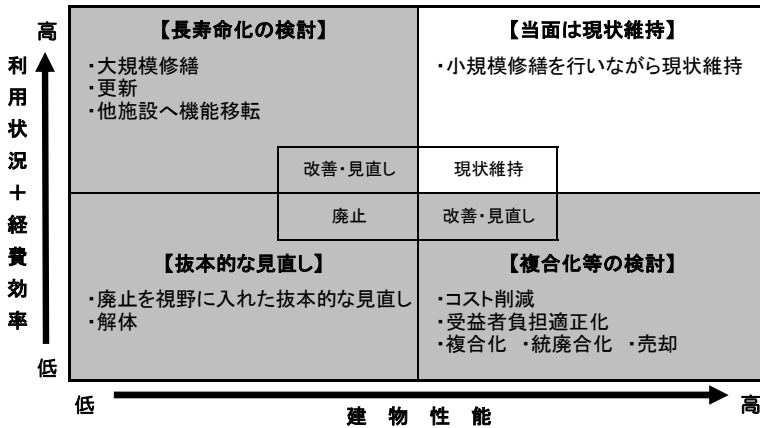 高
利用状況＋経費効率
低
【長寿命化の検討】
・大規模修繕
・更新
・他施設へ機能移転
【当面は現状維持】
・小規模修繕を行いながら現状維持
改善・見直し
現状維持
廃止
改善・見直し
【抜本的な見直し】
・廃止を視野に入れた抜本的な見直し
・解体
【複合化等の検討】
・コスト削減
・受益者負担適正化
・複合化 ・統廃合化 ・売却
低
高
建物性能